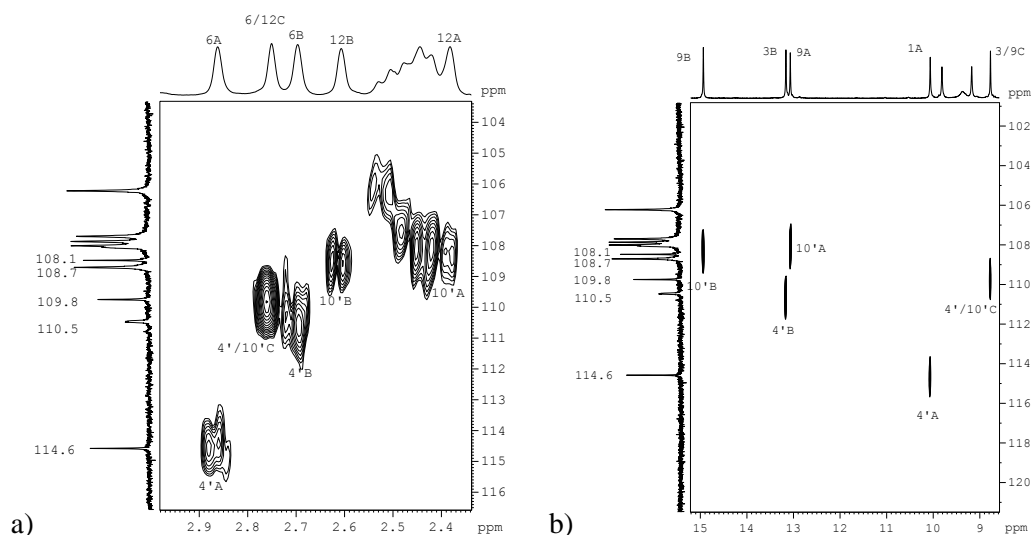 6/12C
6A 6B 12B 12A
ppm
104
105
106
107
108
109
110
111
112
113
114
115
116
108.1
108.7
109.8
110.5
114.6
10'B 10'A
4'/10'C
4'B
4'A
2.9 2.8 2.7 2.6 2.5 2.4 ppm
a)
9B 3B 9A 1A 3/9C
ppm
102
104
106
108
110
112
114
116
118
120
108.1
108.7
109.8
110.5
114.6
10'A
10'B
4'/10'C
4'B
4'A
15 14 13 12 11 10 9 ppm
b)